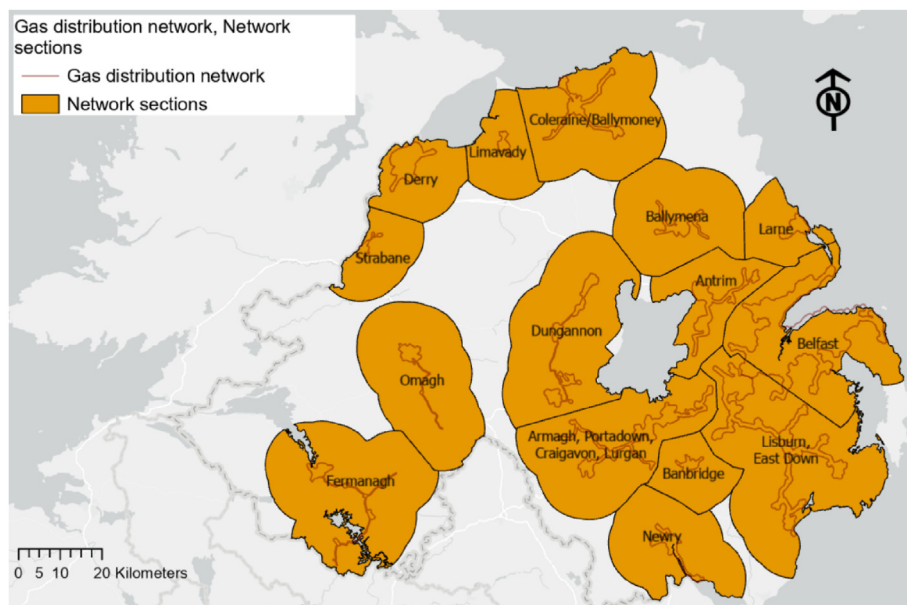 Gas distribution network, Network
sections
Gas distribution network
Network sections
N
Coleraine/Ballymoney
Limavady
Derry
Strabane
Ballymena
Larne
Antrim
Dungannon
Belfast
Omagh
Armagh, Portadown,
Craigavon, Lurgan
Lisburn,
East Down
Banbridge
Fermanagh
Newry
0 5 10 20 Kilometers